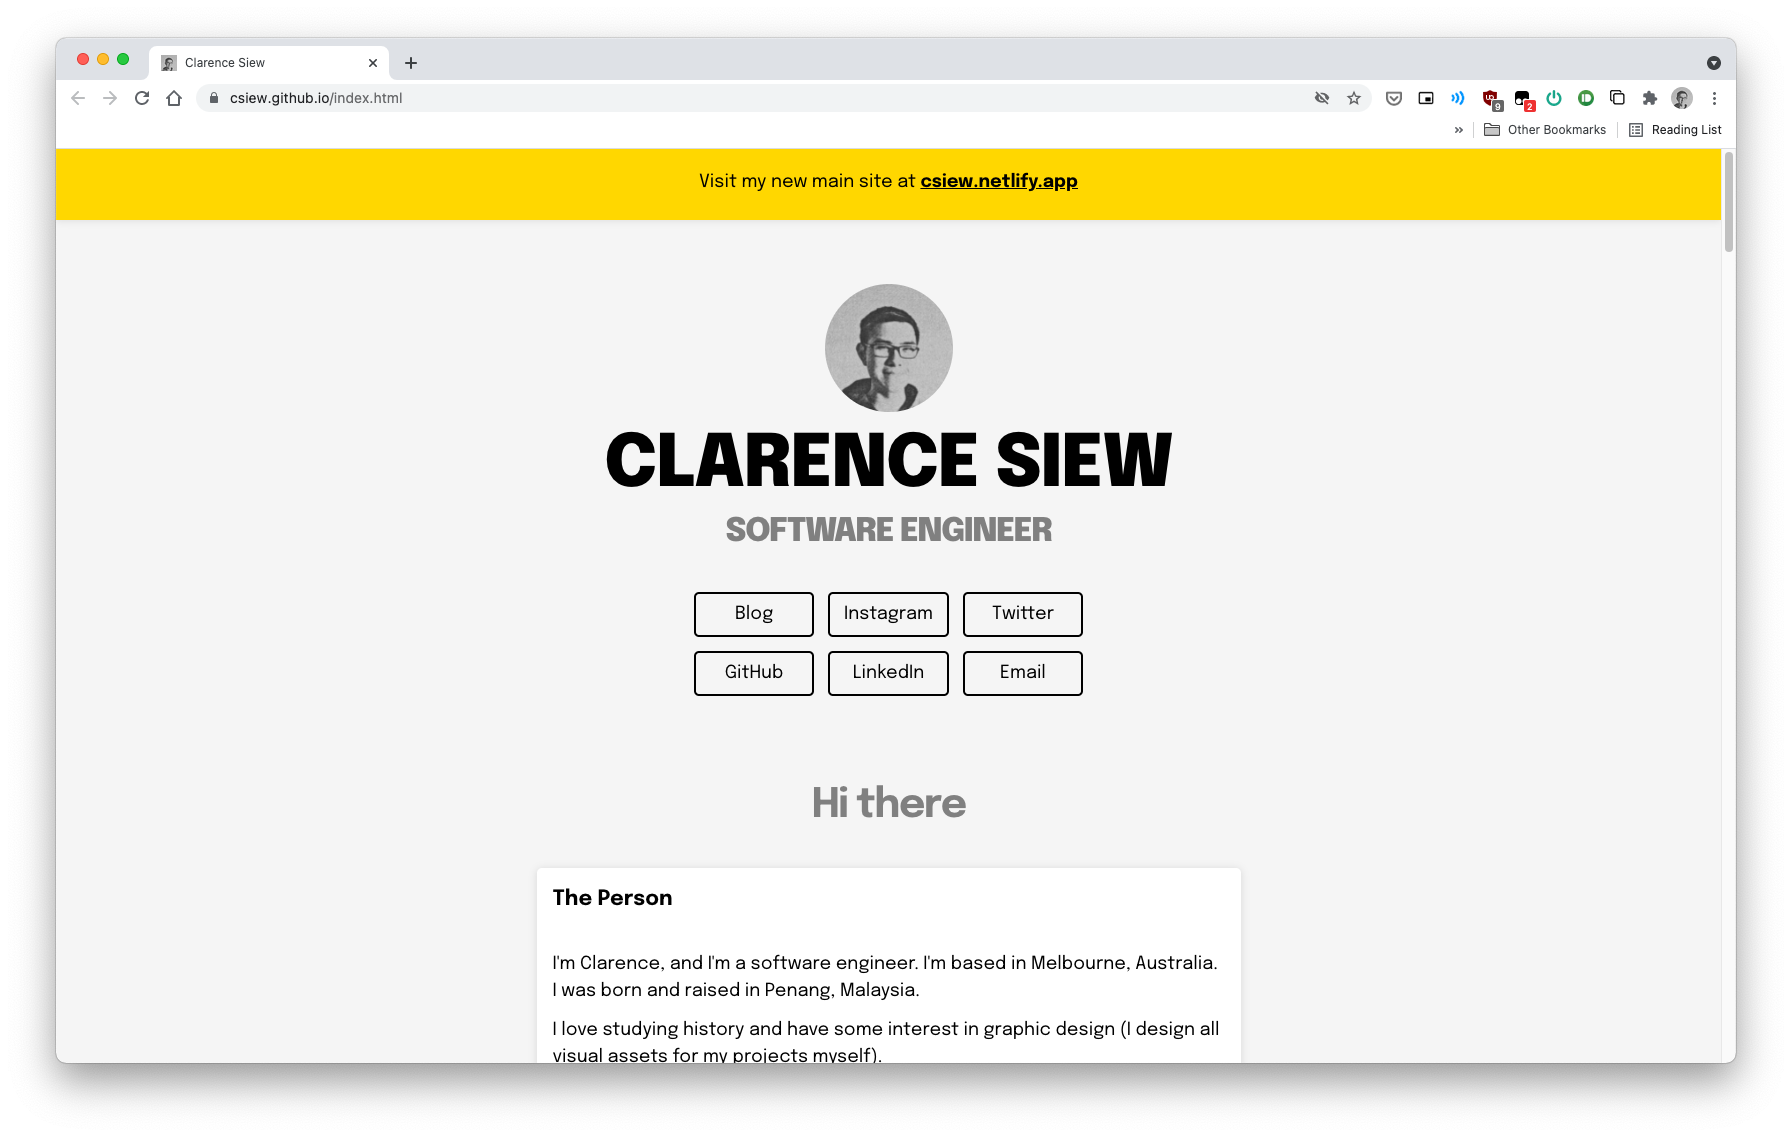 Clarence Siew
csiew.github.io/index.html
9
2
»
Other Bookmarks
Reading List
Visit my new main site at csiew.netlify.app
CLARENCE SIEW
SOFTWARE ENGINEER
Blog Instagram Twitter
GitHub LinkedIn Email
Hi there
The Person
I'm Clarence, and I'm a software engineer. I'm based in Melbourne, Australia.
I was born and raised in Penang, Malaysia.
I love studying history and have some interest in graphic design (I design all
visual assets for my projects myself).